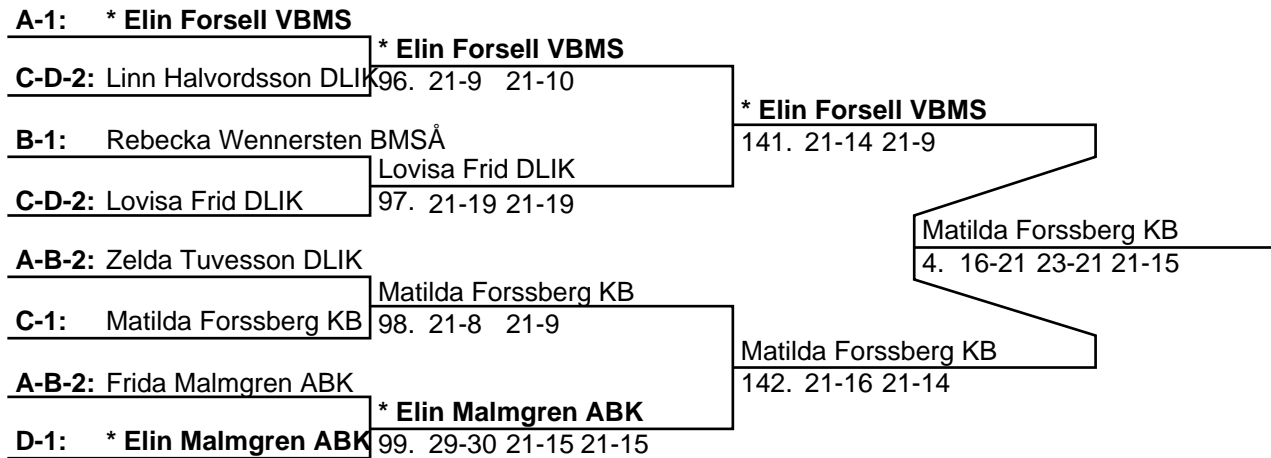 A-1: * Elin Forsell VBMS
* Elin Forsell VBMS
C-D-2: Linn Halvordsson DLIK
96. 21-9 21-10
* Elin Forsell VBMS
141. 21-14 21-9
B-1: Rebecka Wennersten BMSÅ
Lovisa Frid DLIK
C-D-2: Lovisa Frid DLIK
97. 21-19 21-19
Matilda Forssberg KB
4. 16-21 23-21 21-15
A-B-2: Zelda Tuvesson DLIK
Matilda Forssberg KB
C-1: Matilda Forssberg KB
98. 21-8 21-9
Matilda Forssberg KB
142. 21-16 21-14
A-B-2: Frida Malmgren ABK
* Elin Malmgren ABK
D-1: * Elin Malmgren ABK
99. 29-30 21-15 21-15